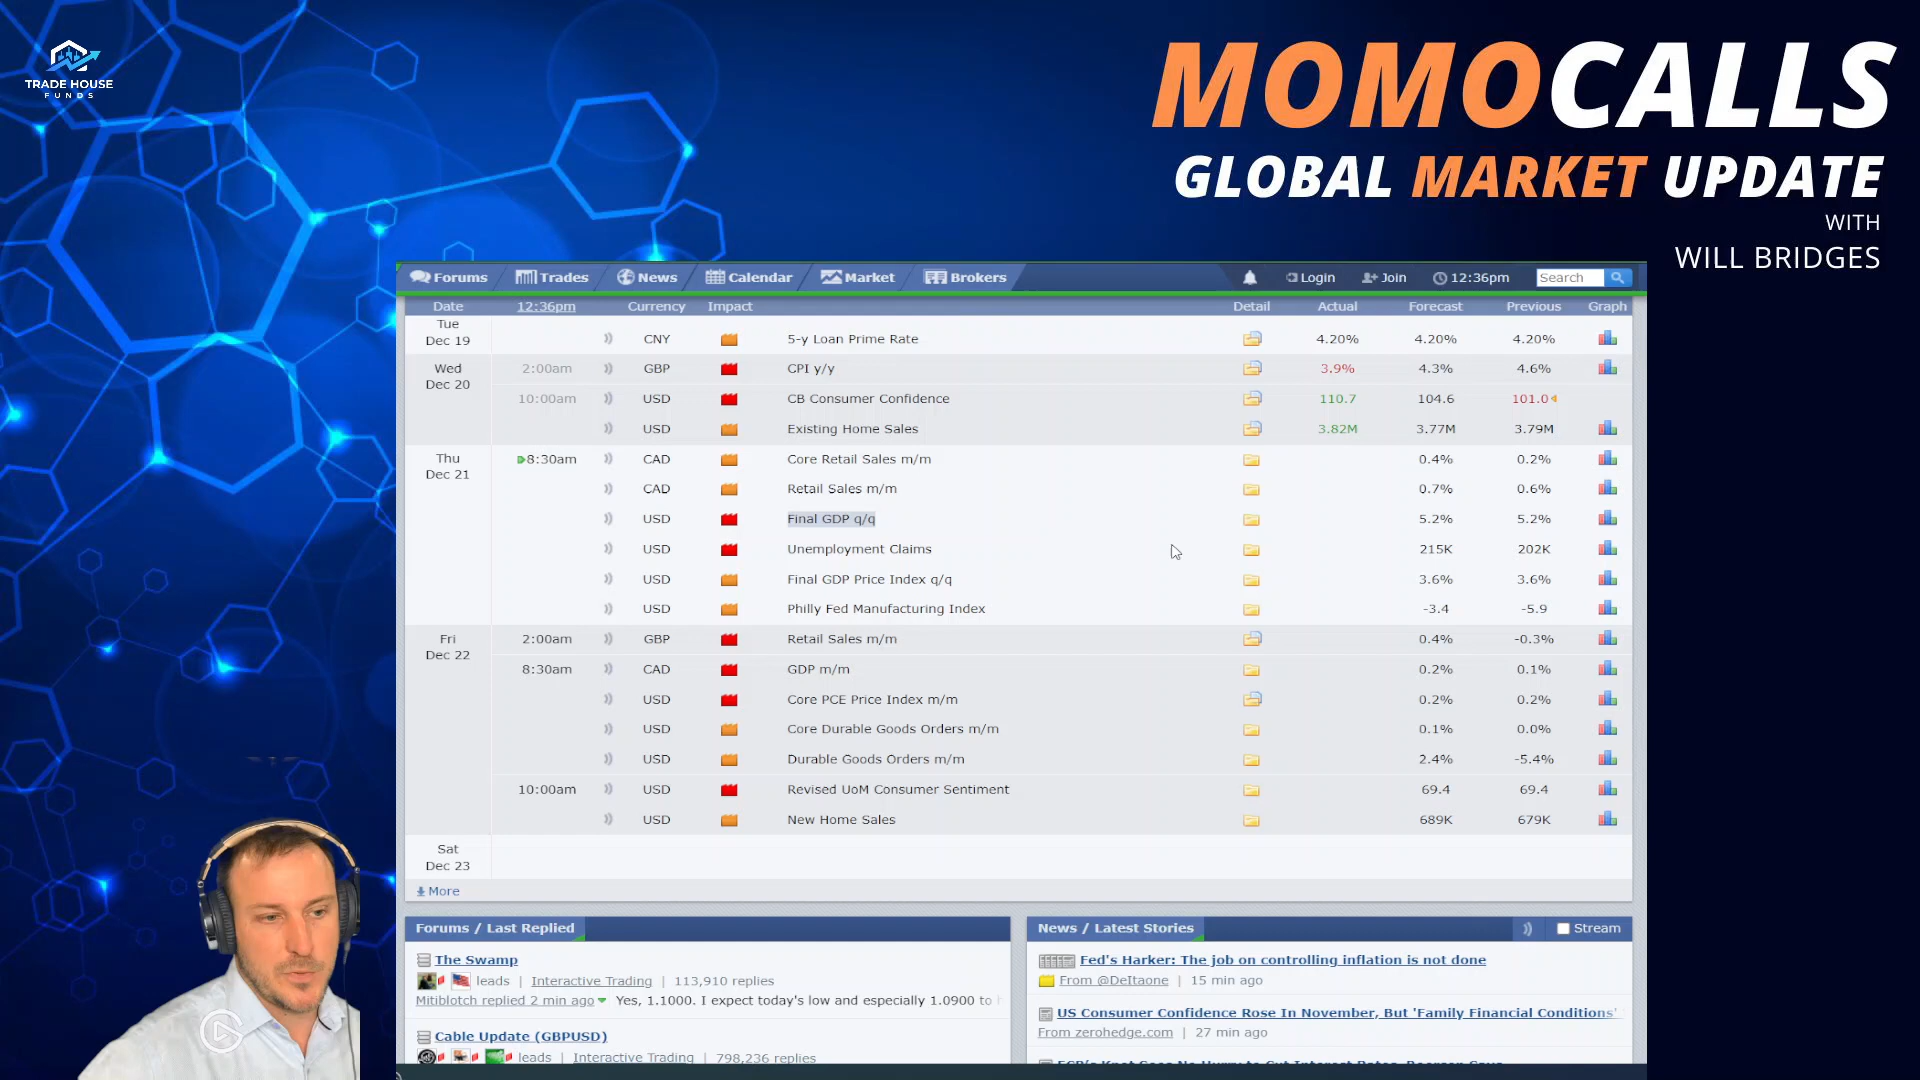 TRADE HOUSE
FUNDS
MOMOCALLS
GLOBAL MARKET UPDATE
WITH
WILL BRIDGES
Forums Trades News Calendar Market Brokers Login Join 12:36pm Search
Date 12:36pm Currency Impact Detail Actual Forecast Previous Graph
Tue
Dec 19
CNY 5-y Loan Prime Rate 4.20% 4.20% 4.20%
Wed
Dec 20
2:00am GBP CPI y/y 3.9% 4.3% 4.6%
10:00am USD CB Consumer Confidence 110.7 104.6 101.0
USD Existing Home Sales 3.82M 3.77M 3.79M
Thu
Dec 21
8:30am CAD Core Retail Sales m/m 0.4% 0.2%
CAD Retail Sales m/m 0.7% 0.6%
USD Final GDP q/q 5.2% 5.2%
USD Unemployment Claims 215K 202K
USD Final GDP Price Index q/q 3.6% 3.6%
USD Philly Fed Manufacturing Index -3.4 -5.9
Fri
Dec 22
2:00am GBP Retail Sales m/m 0.4% -0.3%
8:30am CAD GDP m/m 0.2% 0.1%
USD Core PCE Price Index m/m 0.2% 0.2%
USD Core Durable Goods Orders m/m 0.1% 0.0%
USD Durable Goods Orders m/m 2.4% -5.4%
10:00am USD Revised UoM Consumer Sentiment 69.4 69.4
USD New Home Sales 689K 679K
Sat
Dec 23
More
Forums / Last Replied
The Swamp
leads | Interactive Trading | 113,910 replies
Mitiblotch replied 2 min ago Yes, 1.1000. I expect today's low and especially 1.0900 to
Cable Update (GBPUSD)
leads | Interactive Trading | 798,236 replies
News / Latest Stories Stream
Fed's Harker: The job on controlling inflation is not done
From @DeItaone | 15 min ago
US Consumer Confidence Rose In November, But 'Family Financial Conditions'
From zerohedge.com | 27 min ago